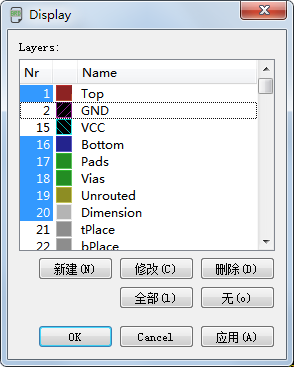 Display
Layers:
Nr Name
1 Top
2 GND
15 VCC
16 Bottom
17 Pads
18 Vias
19 Unrouted
20 Dimension
21 tPlace
22 bPlace
新建(N) 修改(C) 删除(D)
全部(l) 无(o)
OK Cancel 应用(A)